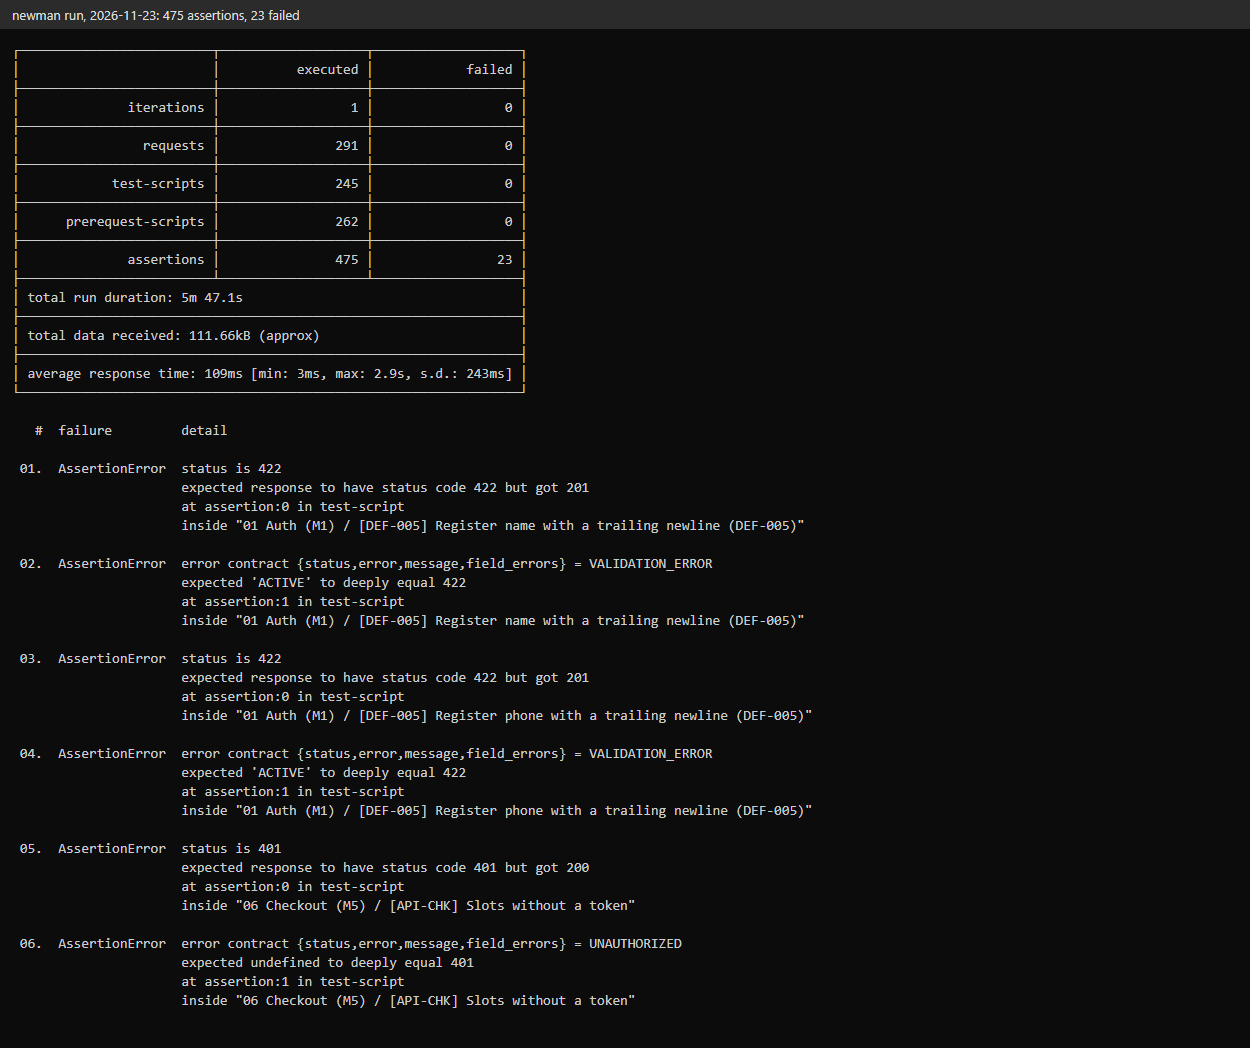 newman run, 2026-11-23: 475 assertions, 23 failed
executed failed
iterations 1 0
requests 291 0
test-scripts 245 0
prerequest-scripts 262 0
assertions 475 23
total run duration: 5m 47.1s
total data received: 111.66kB (approx)
average response time: 109ms [min: 3ms, max: 2.9s, s.d.: 243ms]
# failure detail
01. AssertionError status is 422
expected response to have status code 422 but got 201
at assertion:0 in test-script
inside "01 Auth (M1) / [DEF-005] Register name with a trailing newline (DEF-005)"
02. AssertionError error contract {status,error,message,field_errors} = VALIDATION_ERROR
expected 'ACTIVE' to deeply equal 422
at assertion:1 in test-script
inside "01 Auth (M1) / [DEF-005] Register name with a trailing newline (DEF-005)"
03. AssertionError status is 422
expected response to have status code 422 but got 201
at assertion:0 in test-script
inside "01 Auth (M1) / [DEF-005] Register phone with a trailing newline (DEF-005)"
04. AssertionError error contract {status,error,message,field_errors} = VALIDATION_ERROR
expected 'ACTIVE' to deeply equal 422
at assertion:1 in test-script
inside "01 Auth (M1) / [DEF-005] Register phone with a trailing newline (DEF-005)"
05. AssertionError status is 401
expected response to have status code 401 but got 200
at assertion:0 in test-script
inside "06 Checkout (M5) / [API-CHK] Slots without a token"
06. AssertionError error contract {status,error,message,field_errors} = UNAUTHORIZED
expected undefined to deeply equal 401
at assertion:1 in test-script
inside "06 Checkout (M5) / [API-CHK] Slots without a token"